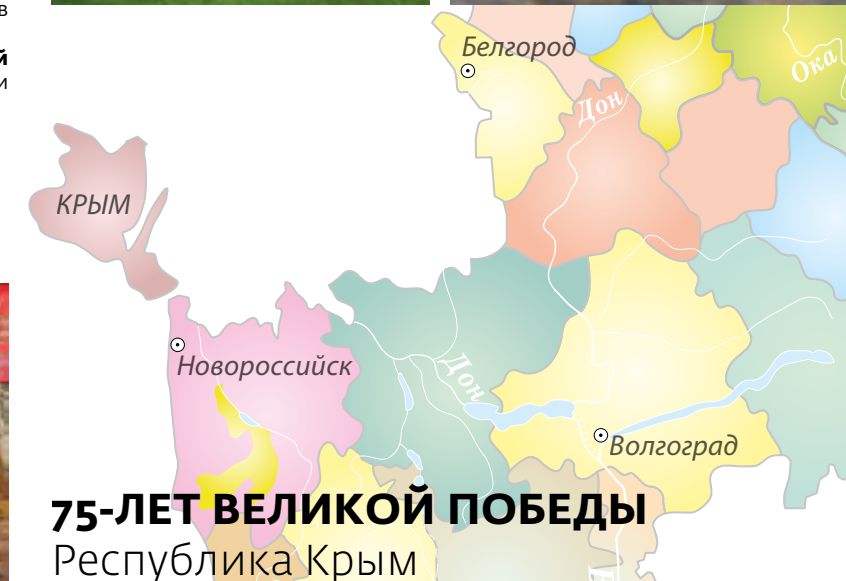 в
й
и
Белгород
Ока
Дон
КРЫМ
Новороссийск
Дон
Волгоград
75-ЛЕТ ВЕЛИКОЙ ПОБЕДЫ
Республика Крым